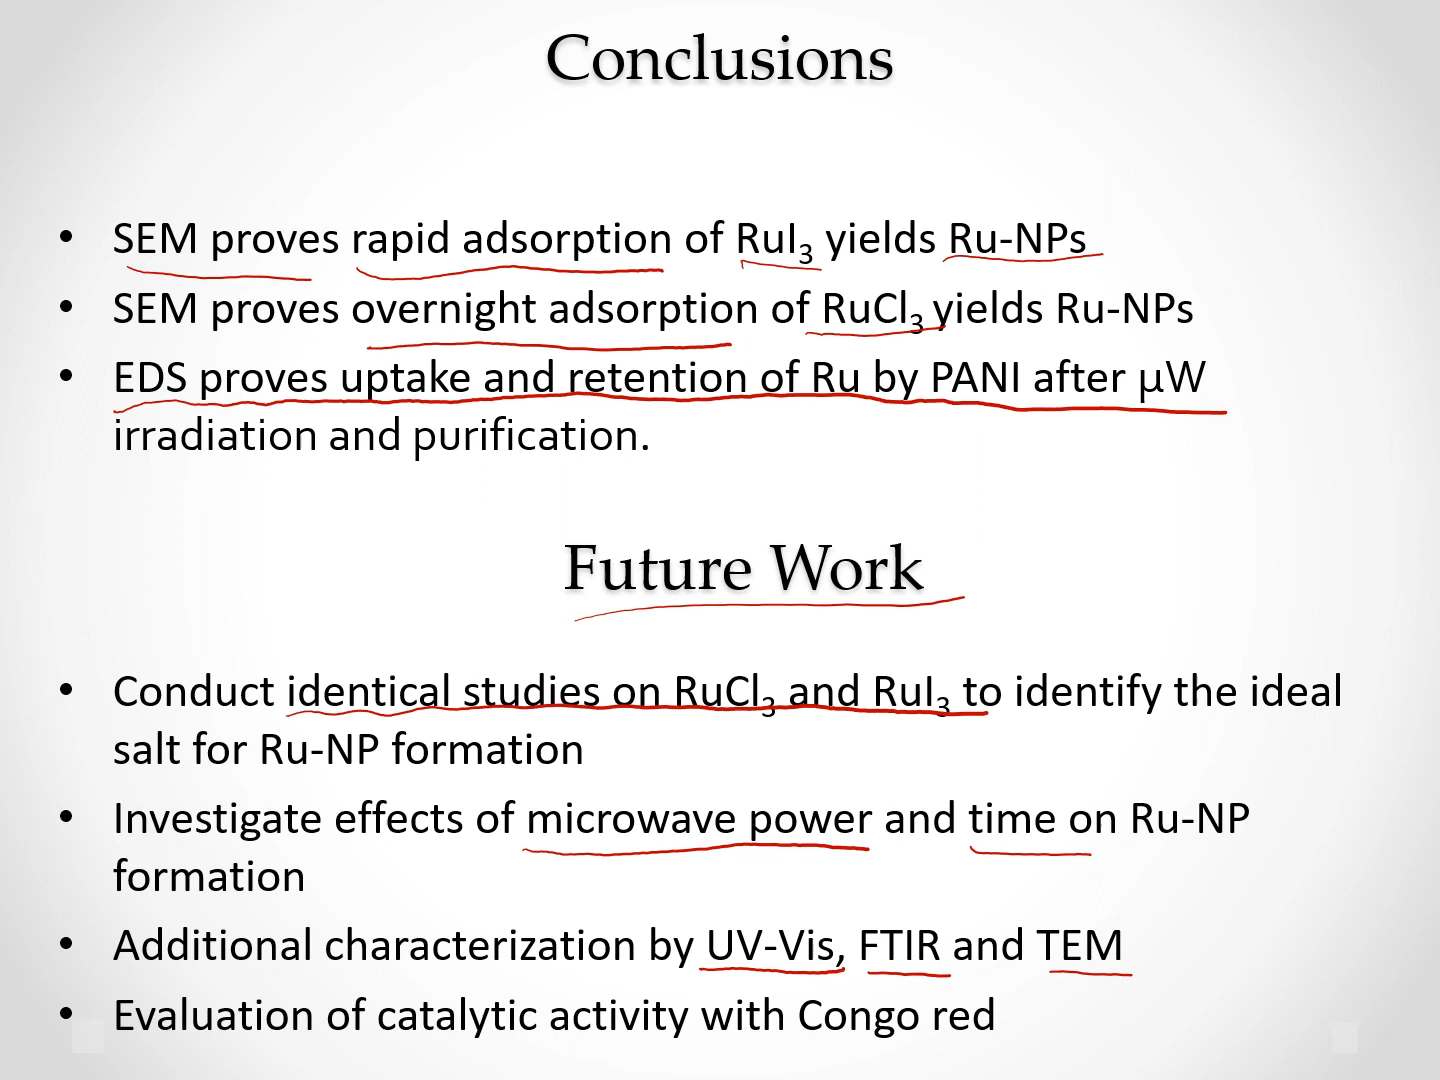 Conclusions
• SEM proves rapid adsorption of RuI₃ yields Ru-NPs
• SEM proves overnight adsorption of RuCl₃ yields Ru-NPs
• EDS proves uptake and retention of Ru by PANI after µW
irradiation and purification.
Future Work
• Conduct identical studies on RuCl₃ and RuI₃ to identify the ideal
salt for Ru-NP formation
• Investigate effects of microwave power and time on Ru-NP
formation
• Additional characterization by UV-Vis, FTIR and TEM
• Evaluation of catalytic activity with Congo red